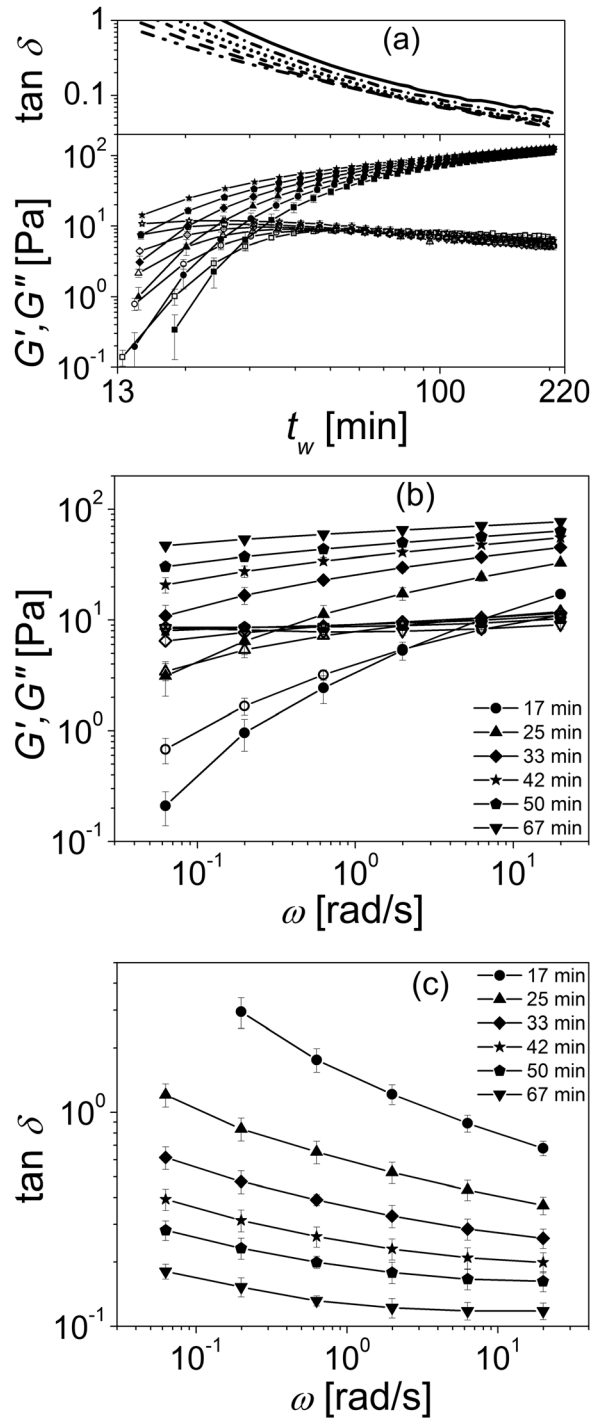 (a)
tan δ
1
0.1
G',G" [Pa]
10²
10¹
10⁰
10⁻¹
13
100
220
t_w [min]
(b)
G',G" [Pa]
10²
10¹
10⁰
10⁻¹
17 min
25 min
33 min
42 min
50 min
67 min
10⁻¹
10⁰
10¹
ω [rad/s]
(c)
tan δ
10⁰
10⁻¹
17 min
25 min
33 min
42 min
50 min
67 min
10⁻¹
10⁰
10¹
ω [rad/s]